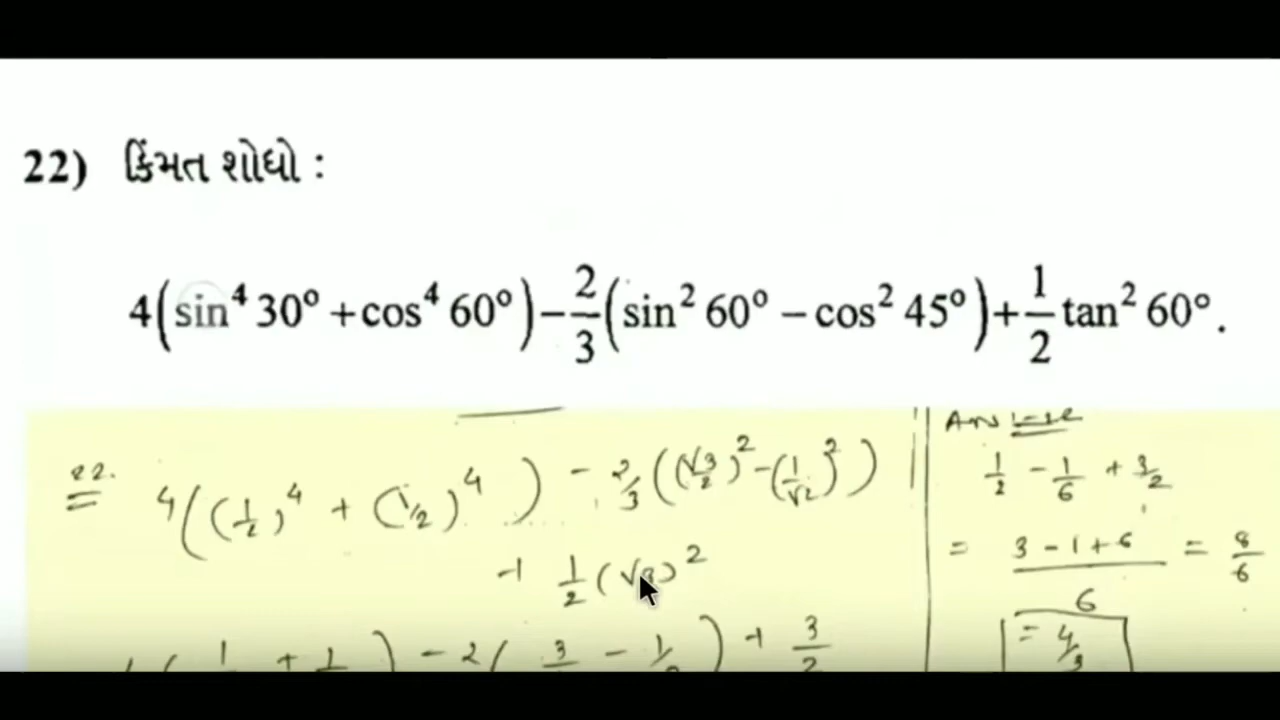 22) કિંમત શોધો :
4(sin⁴ 30° + cos⁴ 60°) − 2/3 (sin² 60° − cos² 45°) + 1/2 tan² 60°.
22. 4((1/2)⁴ + (1/2)⁴) − 2/3 ((√3/2)² − (1/√2)²)
+ 1/2 (√3)²
+ 3/2
1/2 − 1/6 + 3/2
= 3 − 1 + 6 / 6 = 8/6
= 4/3